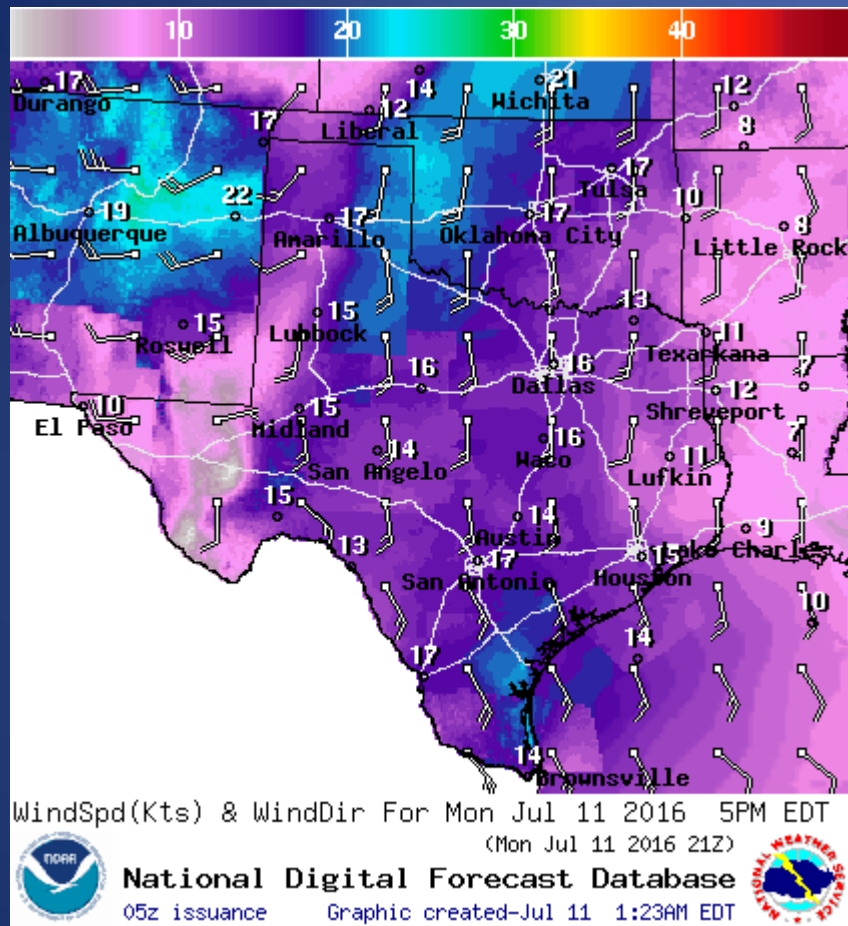 10 20 30 40
17 14 21
Durango Wichita 12
12
Liberal
17 8
17
Tulsa
19 22 17 17 10 8
Albuquerque Amarillo Oklahoma City Little Rock
15 15 13
Roswell Lubbock 11
Texarkana
16 16 7
Dallas
10 15 12
El Paso Midland Shreveport
14 16 7
San Angelo Waco 11
Lufkin
15 14 9
Austin
13 17 15 Lake Charles
San Antonio Houston
10
17 14
14
Brownsville
WindSpd(Kts) & WindDir For Mon Jul 11 2016 5PM EDT
(Mon Jul 11 2016 21Z)
noaa
National Digital Forecast Database
05z issuance Graphic created-Jul 11 1:23AM EDT
NATIONAL WEATHER SERVICE